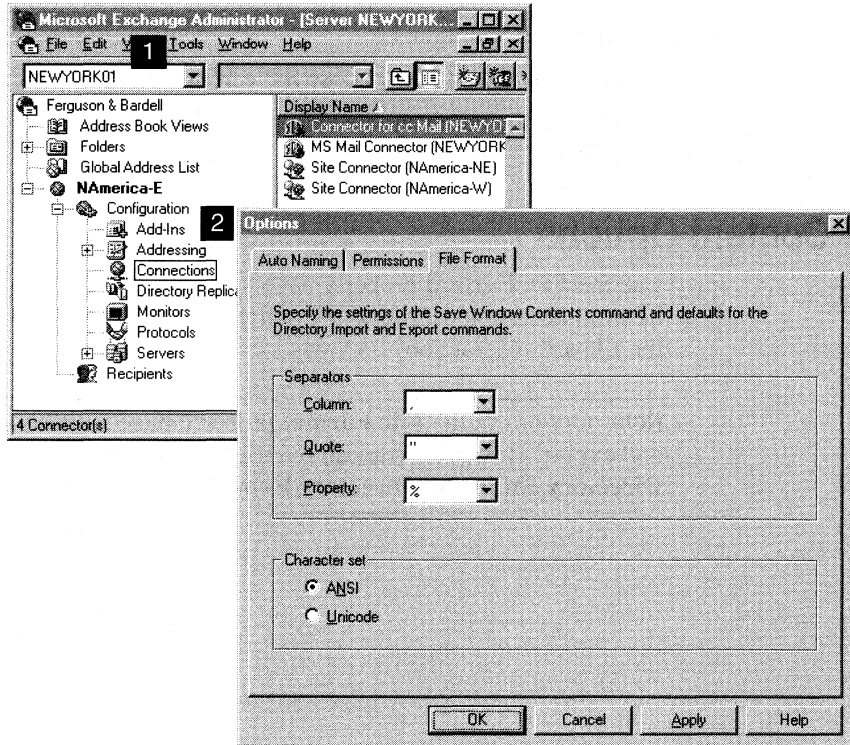 Microsoft Exchange Administrator - [Server NEWYORK...
File Edit Tools Window Help
1
NEWYORK01
Ferguson & Bardell
Address Book Views
Folders
Global Address List
NAmerica-E
Configuration
Add-Ins
Addressing
Connections
Directory Replica
Monitors
Protocols
Servers
Recipients
4 Connector(s)
Display Name
Connector for cc:Mail (NEWYO
MS Mail Connector (NEWYORK
Site Connector (NAmerica-NE)
Site Connector (NAmerica-W)
2
Options
Auto Naming Permissions File Format
Specify the settings of the Save Window Contents command and defaults for the
Directory Import and Export commands.
Separators
Column: ,
Quote: "
Property: %
Character set
ANSI
Unicode
OK Cancel Apply Help